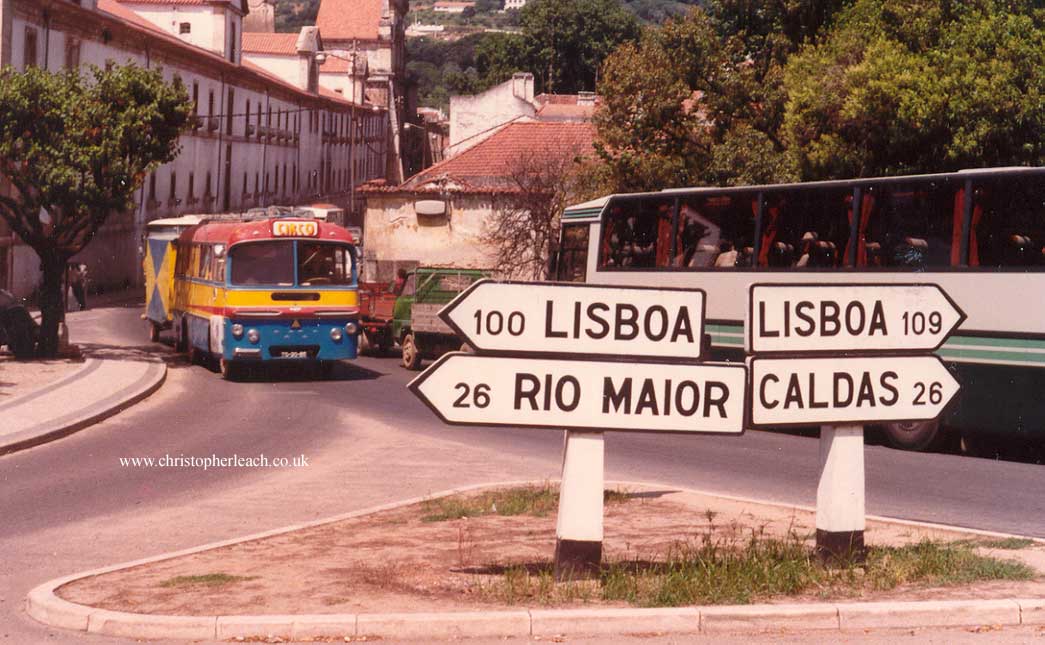 CIRCO
100 LISBOA
26 RIO MAIOR
LISBOA 109
CALDAS 26
www.christopherleach.co.uk